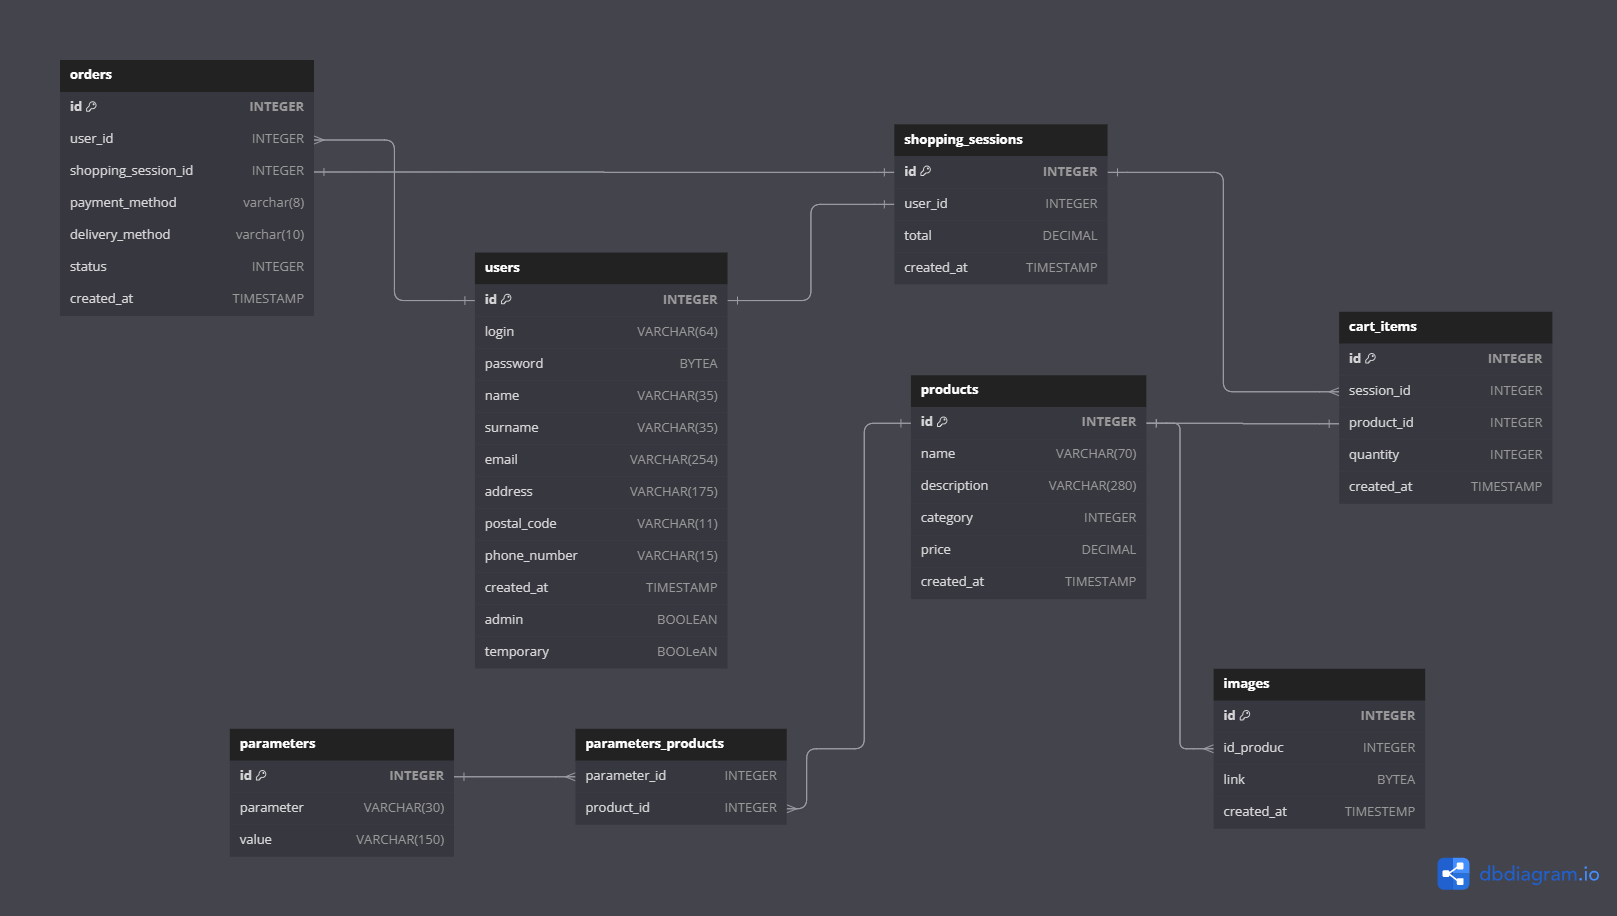 orders
id INTEGER
user_id INTEGER
shopping_session_id INTEGER
payment_method varchar(8)
delivery_method varchar(10)
status INTEGER
created_at TIMESTAMP
shopping_sessions
id INTEGER
user_id INTEGER
total DECIMAL
created_at TIMESTAMP
users
id INTEGER
login VARCHAR(64)
password BYTEA
name VARCHAR(35)
surname VARCHAR(35)
email VARCHAR(254)
address VARCHAR(175)
postal_code VARCHAR(11)
phone_number VARCHAR(15)
created_at TIMESTAMP
admin BOOLEAN
temporary BOOLeAN
cart_items
id INTEGER
session_id INTEGER
product_id INTEGER
quantity INTEGER
created_at TIMESTAMP
products
id INTEGER
name VARCHAR(70)
description VARCHAR(280)
category INTEGER
price DECIMAL
created_at TIMESTAMP
images
id INTEGER
id_produc INTEGER
link BYTEA
created_at TIMESTEMP
parameters
id INTEGER
parameter VARCHAR(30)
value VARCHAR(150)
parameters_products
parameter_id INTEGER
product_id INTEGER
dbdiagram.io